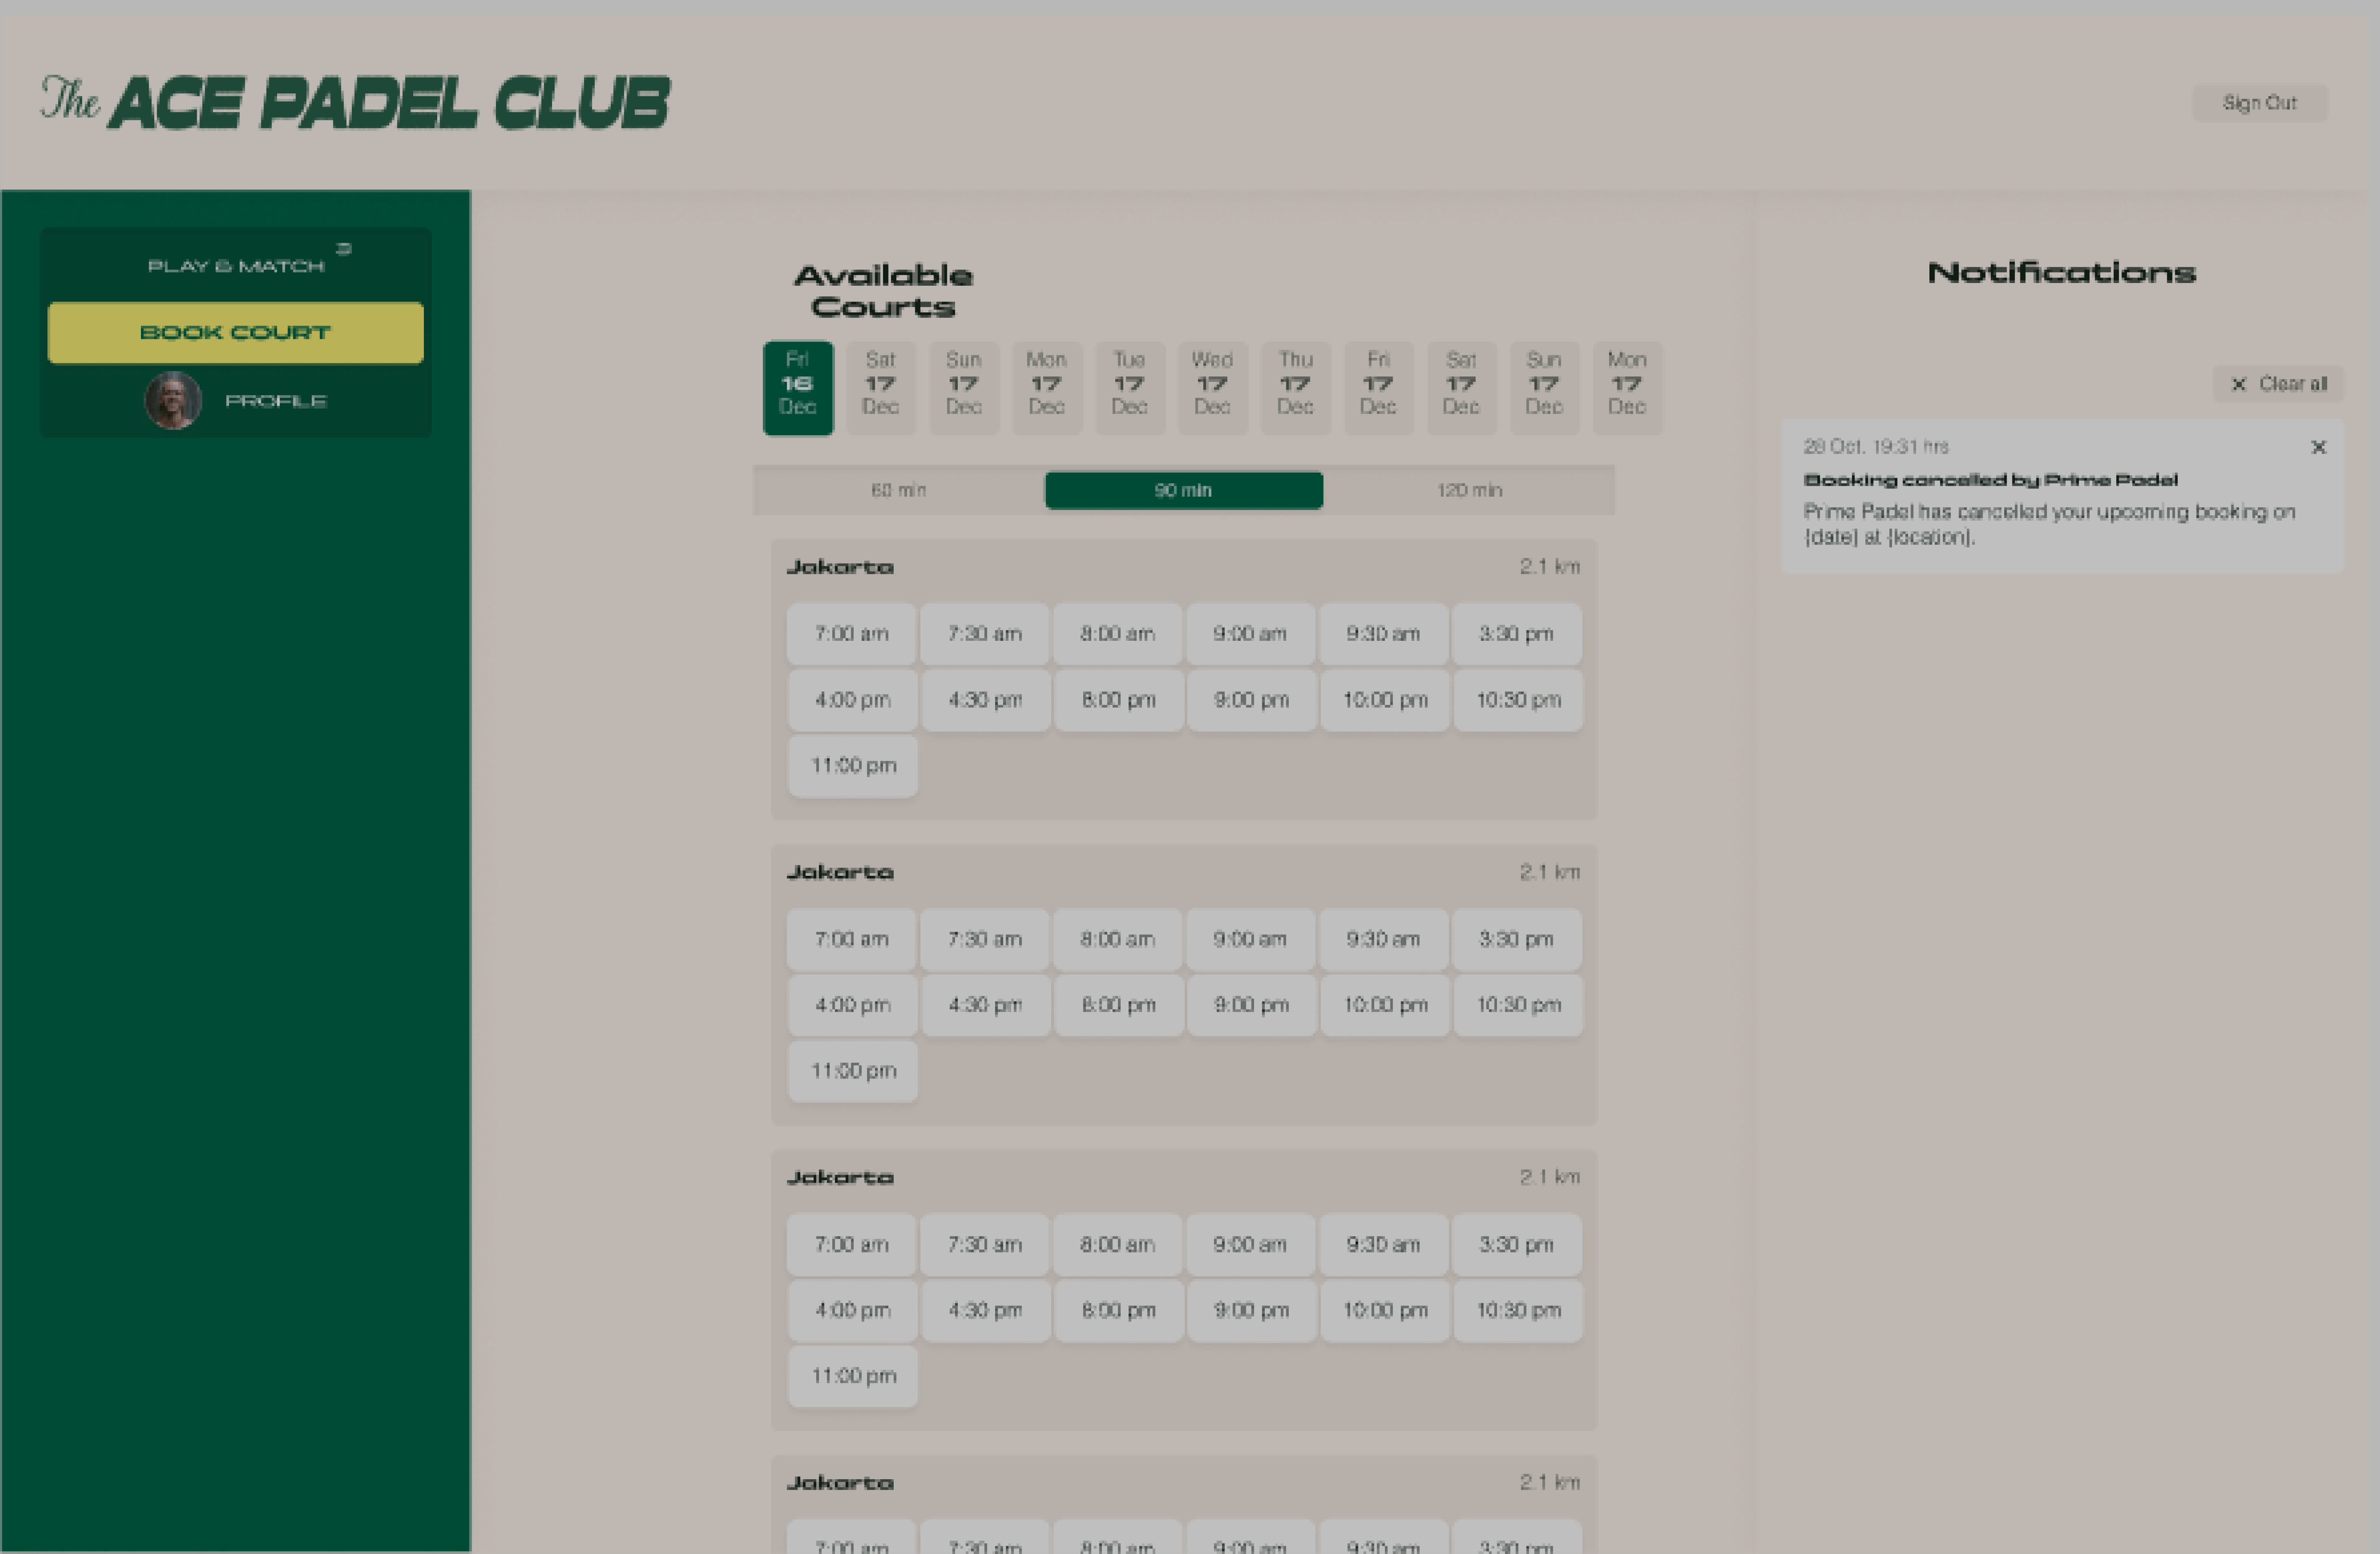 The ACE PADEL CLUB
Sign Out
PLAY & MATCH 3
BOOK COURT
PROFILE
Available
Courts
Fri Sat Sun Mon Tue Wed Thu Fri Sat Sun Mon
16 17 17 17 17 17 17 17 17 17 17
Dec Dec Dec Dec Dec Dec Dec Dec Dec Dec Dec
60 min 90 min 120 min
Jakarta 2.1 km
7:00 am 7:30 am 8:00 am 9:00 am 9:30 am 3:30 pm
4:00 pm 4:30 pm 8:00 pm 9:00 pm 10:00 pm 10:30 pm
11:00 pm
Jakarta 2.1 km
7:00 am 7:30 am 8:00 am 9:00 am 9:30 am 3:30 pm
4:00 pm 4:30 pm 8:00 pm 9:00 pm 10:00 pm 10:30 pm
11:00 pm
Jakarta 2.1 km
7:00 am 7:30 am 8:00 am 9:00 am 9:30 am 3:30 pm
4:00 pm 4:30 pm 8:00 pm 9:00 pm 10:00 pm 10:30 pm
11:00 pm
Jakarta 2.1 km
7:00 am 7:30 am 8:00 am 9:00 am 9:30 am 3:30 pm
Notifications
Clear all
28 Oct, 19:31 hrs
Booking cancelled by Prime Padel
Prime Padel has cancelled your upcoming booking on
{date} at {location}.